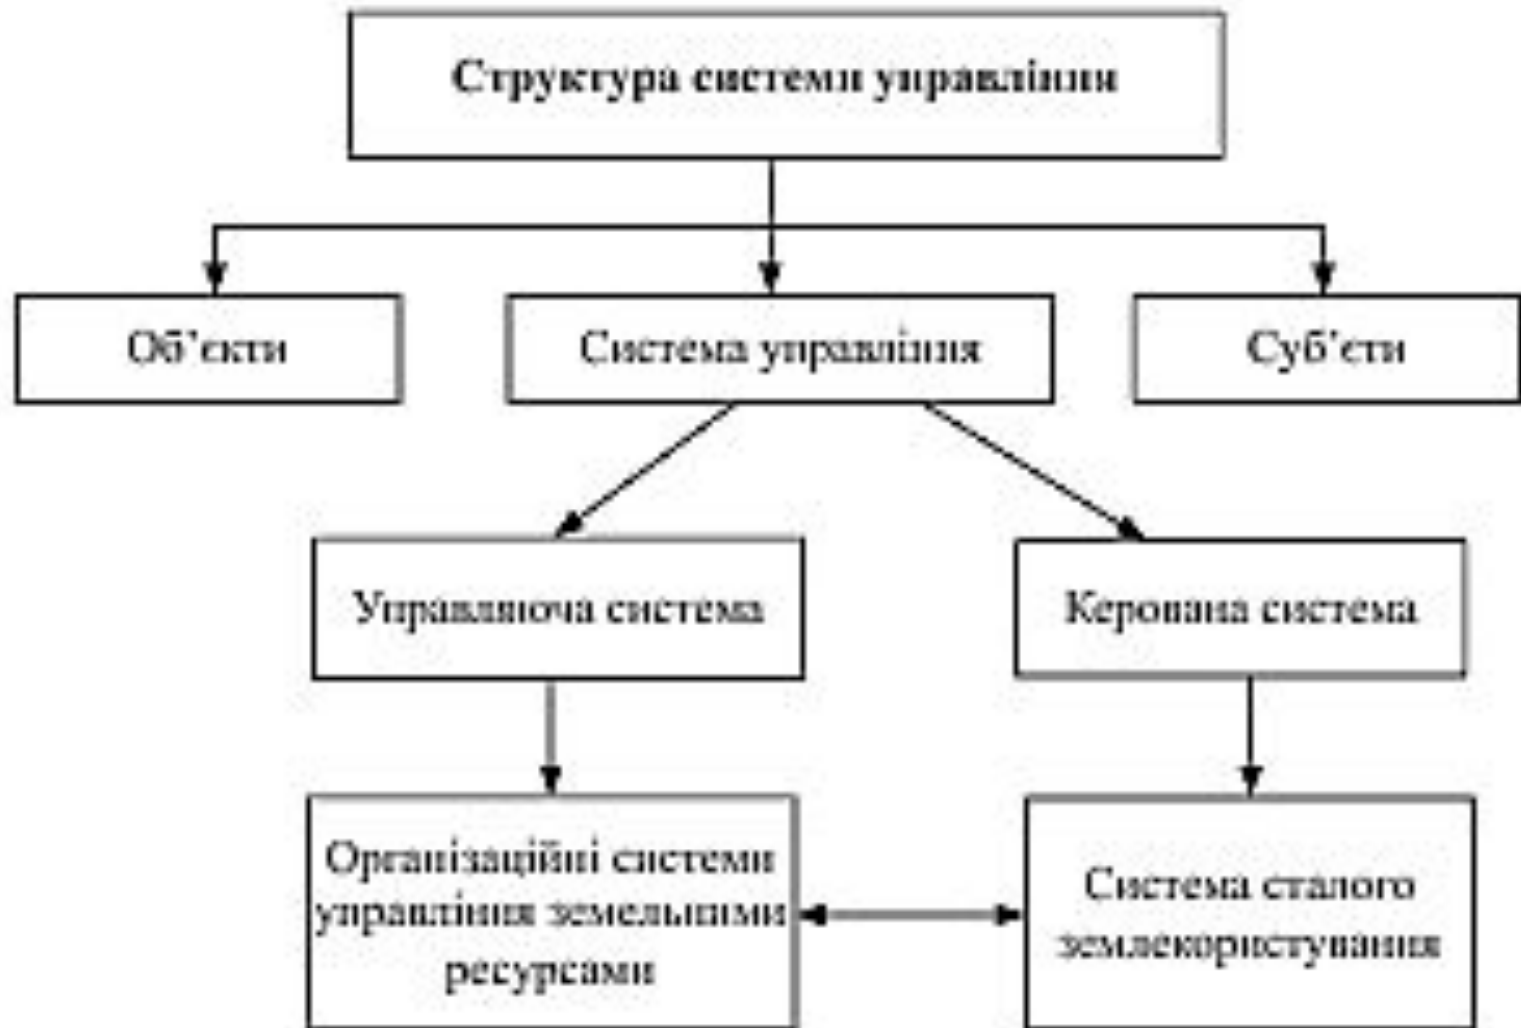 Структура системи управління
Об'єкти
Система управління
Суб'єти
Управляюча система
Керована система
Організаційні системи
управління земельними
ресурсами
Система сталого
землекористування